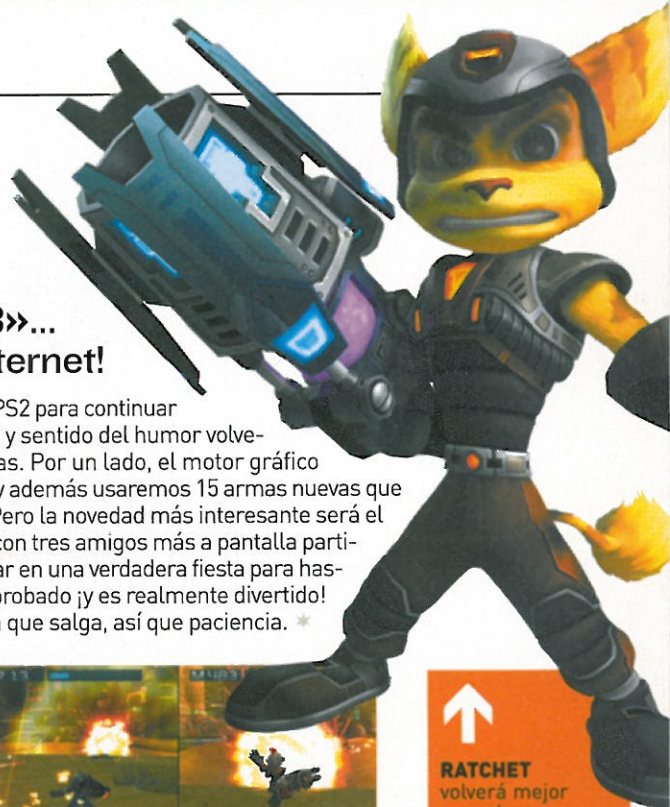 3»...
ternet!
PS2 para continuar
y sentido del humor volve-
as. Por un lado, el motor gráfico
y además usaremos 15 armas nuevas que
Pero la novedad más interesante será el
con tres amigos más a pantalla parti-
ar en una verdadera fiesta para has-
probado ¡y es realmente divertido!
que salga, así que paciencia.
RATCHET
volverá mejor